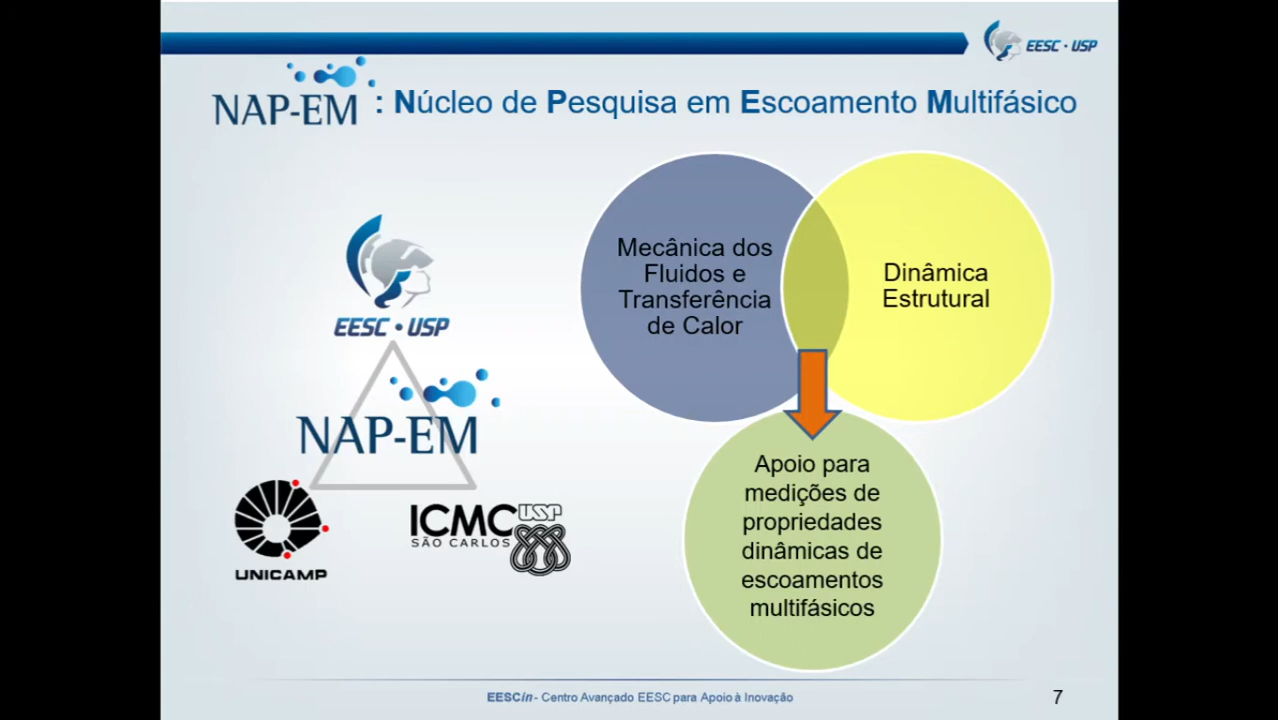 EESC • USP
NAP-EM : Núcleo de Pesquisa em Escoamento Multifásico
Mecânica dos
Fluidos e
Transferência
de Calor
Dinâmica
Estrutural
EESC • USP
NAP-EM
UNICAMP
ICMC USP
SÃO CARLOS
Apoio para
medições de
propriedades
dinâmicas de
escoamentos
multifásicos
EESCin - Centro Avançado EESC para Apoio à Inovação
7